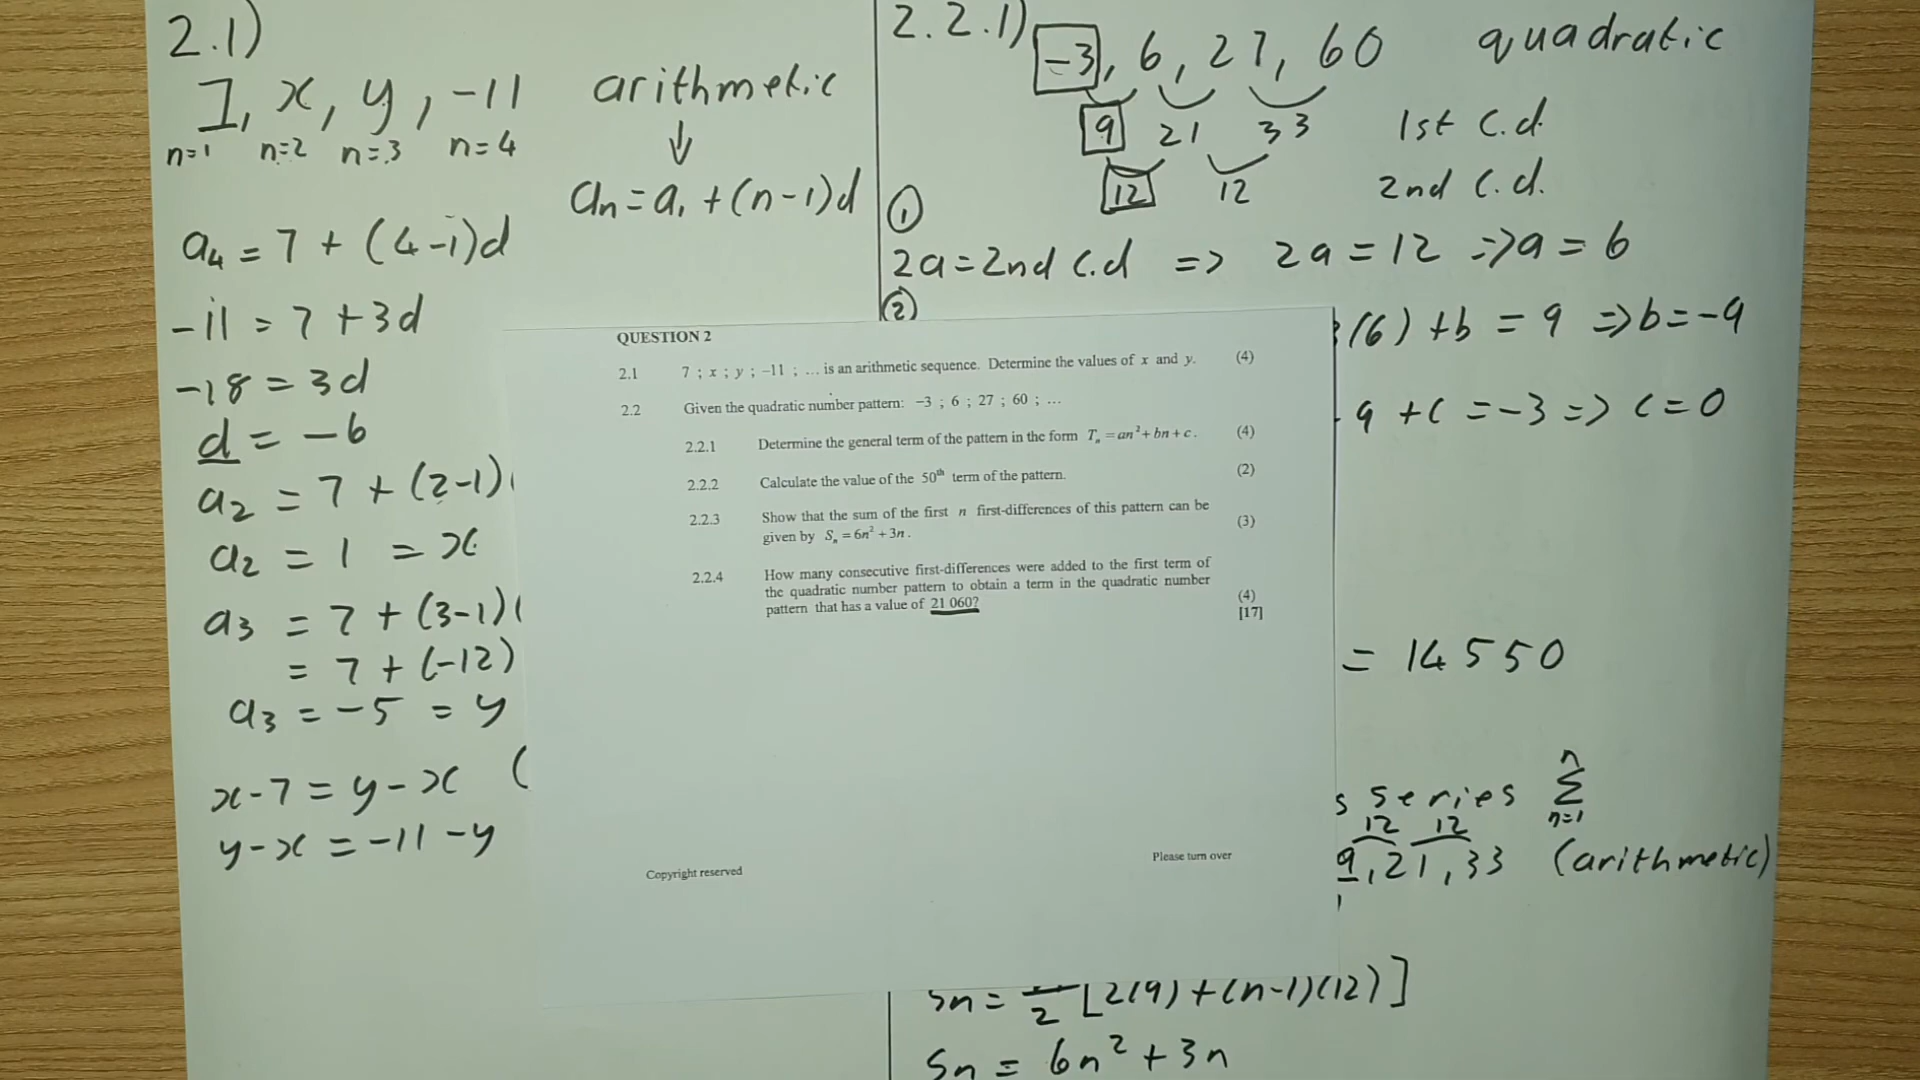 2.1)
7, x, y, -11 arithmetic
n=1 n=2 n=3 n=4
↓
an = a1 + (n-1)d
a4 = 7 + (4-1)d
-11 = 7 + 3d
-18 = 3d
d = -6
a2 = 7 + (2-1)
a2 = 1 = x
a3 = 7 + (3-1)(
= 7 + (-12)
a3 = -5 = y
x-7 = y-x (
y-x = -11-y
2.2.1) -3, 6, 27, 60 quadratic
9 21 33 1st C.d.
12 12 2nd C.d.
①
2a = 2nd C.d => 2a = 12 => a = 6
②
(6) + b = 9 => b = -9
9 + c = -3 => c = 0
QUESTION 2
2.1 7 ; x ; y ; −11 ; … is an arithmetic sequence. Determine the values of x and y. (4)
2.2 Given the quadratic number pattern: −3 ; 6 ; 27 ; 60 ; …
2.2.1 Determine the general term of the pattern in the form Tn = an² + bn + c. (4)
2.2.2 Calculate the value of the 50th term of the pattern. (2)
2.2.3 Show that the sum of the first n first-differences of this pattern can be
given by Sn = 6n² + 3n. (3)
2.2.4 How many consecutive first-differences were added to the first term of
the quadratic number pattern to obtain a term in the quadratic number
pattern that has a value of 21 060? (4)
[17]
Copyright reserved
Please turn over
= 14 550
s series n Σ n=1
12 12
9, 21, 33 (arithmetic)
Sn = /2 [2(9) + (n-1)(12)]
Sn = 6n² + 3n